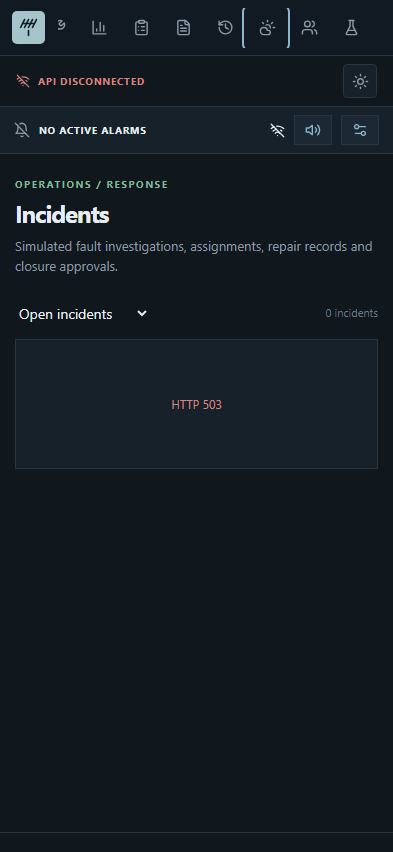 API DISCONNECTED
NO ACTIVE ALARMS
OPERATIONS / RESPONSE
Incidents
Simulated fault investigations, assignments, repair records and
closure approvals.
Open incidents
0 incidents
HTTP 503